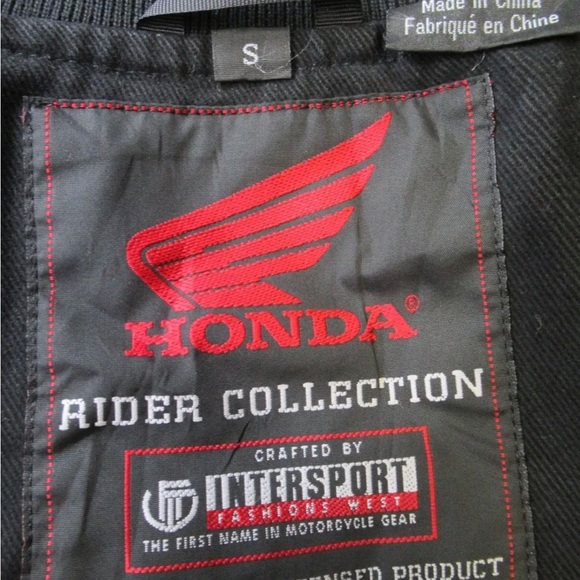 Made in China
Fabriqué en Chine
S
HONDA®
RIDER COLLECTION
CRAFTED BY
INTERSPORT
FASHIONS WEST
THE FIRST NAME IN MOTORCYCLE GEAR
PRODUCT